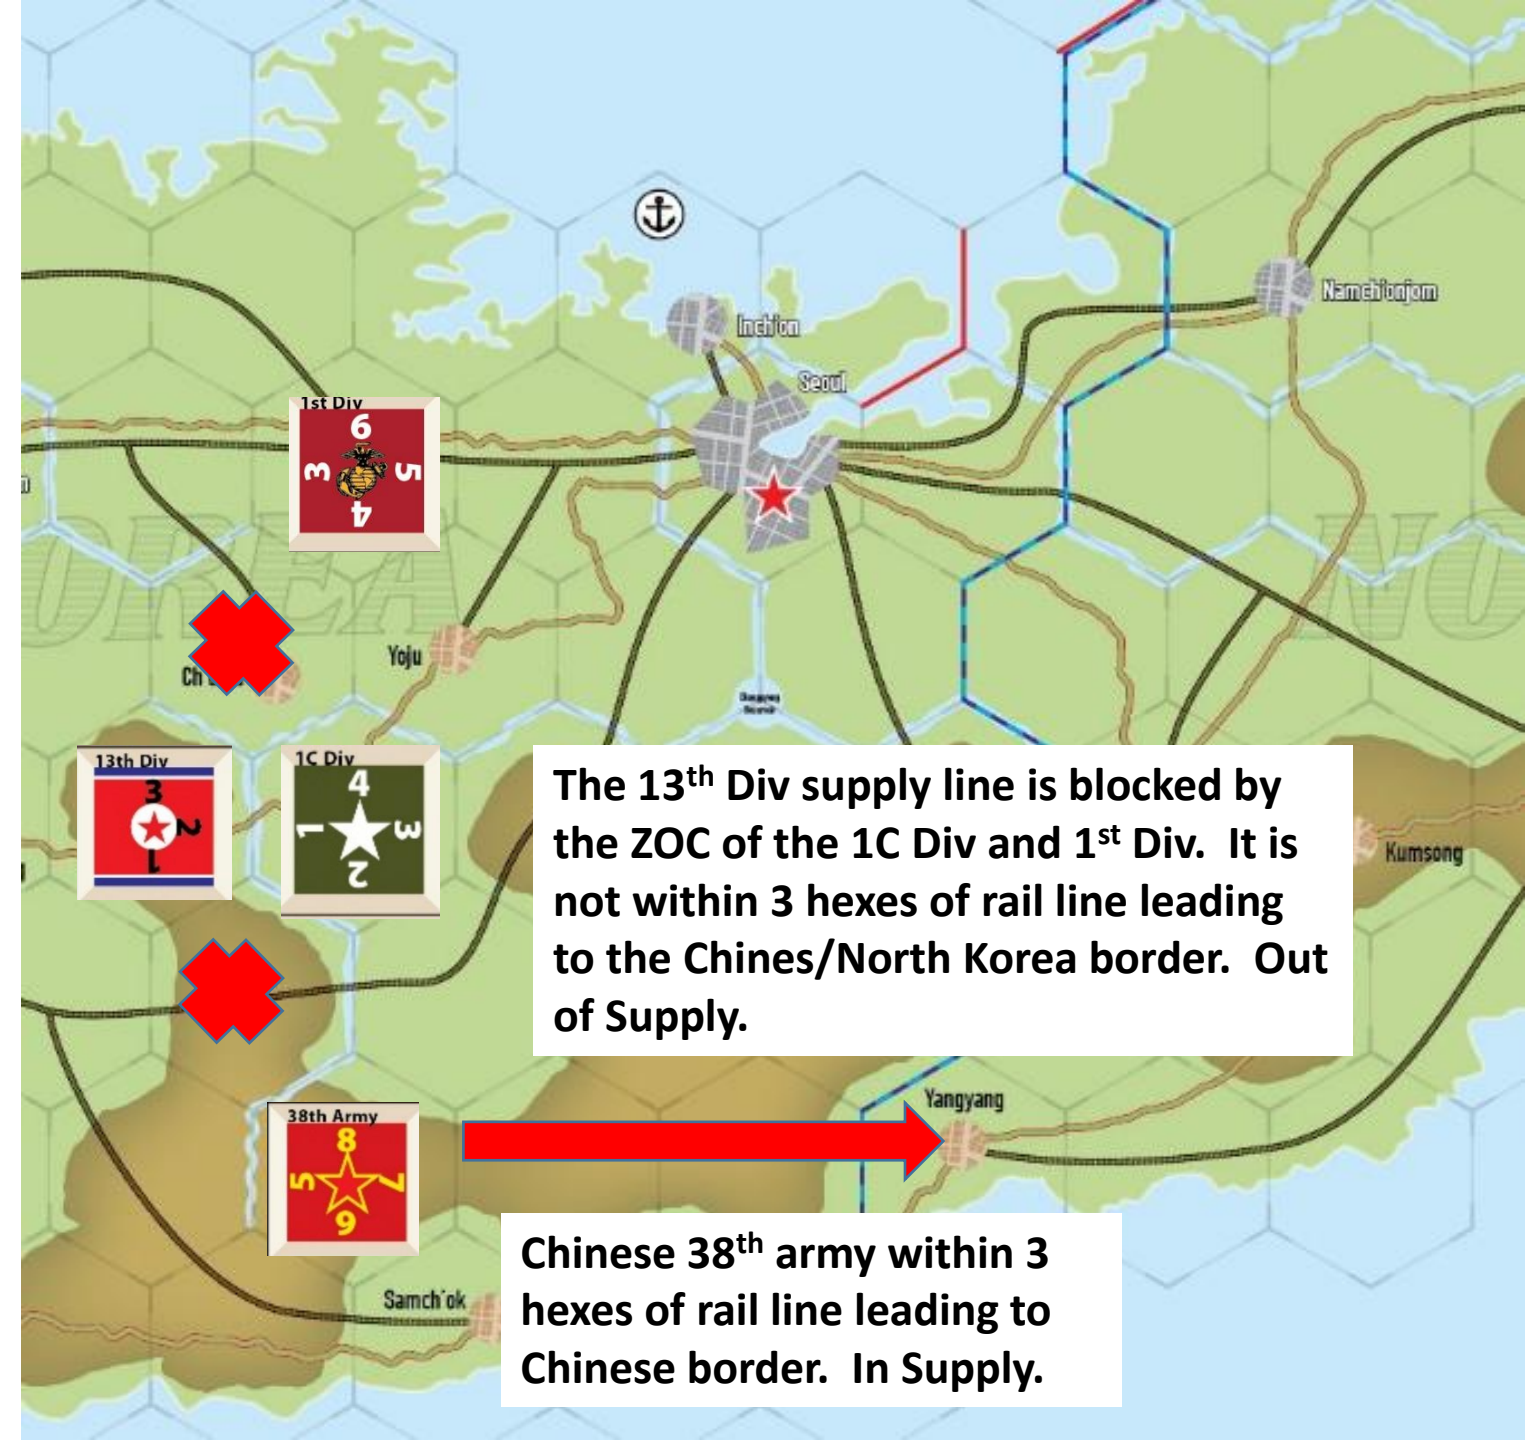 Namch'onjom
Inch'on
Seoul
1st Div
6
3
5
4
OREA
NO
Yoju
Ch
13th Div
3
2
1
1C Div
4
1
3
2
The 13th Div supply line is blocked by
the ZOC of the 1C Div and 1st Div. It is
not within 3 hexes of rail line leading
to the Chines/North Korea border. Out
of Supply.
Kumsong
Yangyang
38th Army
8
5
7
6
Chinese 38th army within 3
hexes of rail line leading to
Chinese border. In Supply.
Samch'ok